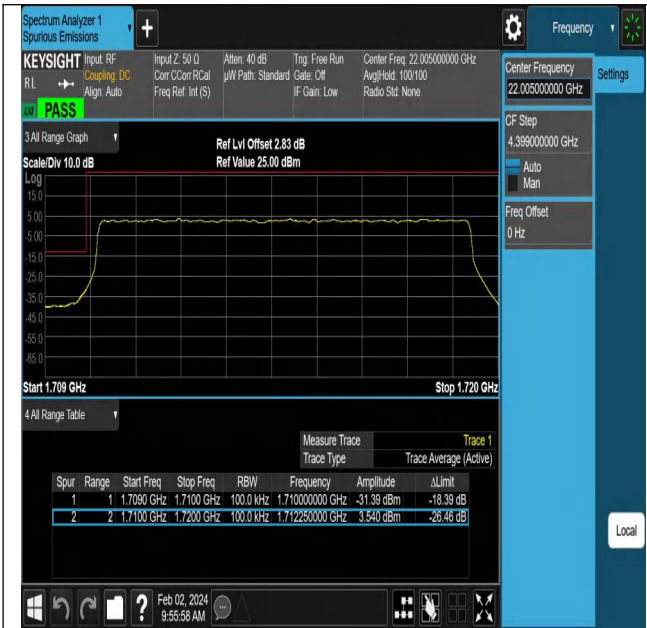 Spectrum Analyzer 1
Spurious Emissions
Frequency
KEYSIGHT Input: RF Input Z: 50 Ω Atten: 40 dB Trig: Free Run Center Freq: 22.005000000 GHz
RL Coupling: DC Corr CCorr RCal µW Path: Standard Gate: Off Avg|Hold: 100/100
Align: Auto Freq Ref: Int (S) IF Gain: Low Radio Std: None
PASS
Center Frequency
22.005000000 GHz
Settings
CF Step
4.399000000 GHz
Auto
Man
Freq Offset
0 Hz
3 All Range Graph
Ref Lvl Offset 2.83 dB
Scale/Div 10.0 dB Ref Value 25.00 dBm
Log
15.0
5.00
-5.00
-15.0
-25.0
-35.0
-45.0
-55.0
-65.0
Start 1.709 GHz Stop 1.720 GHz
4 All Range Table
Measure Trace Trace 1
Trace Type Trace Average (Active)
Spur Range Start Freq Stop Freq RBW Frequency Amplitude ΔLimit
1 1 1.7090 GHz 1.7100 GHz 100.0 kHz 1.710000000 GHz -31.39 dBm -18.39 dB
2 2 1.7100 GHz 1.7200 GHz 100.0 kHz 1.712250000 GHz 3.540 dBm -26.46 dB
Local
Feb 02, 2024
9:55:58 AM